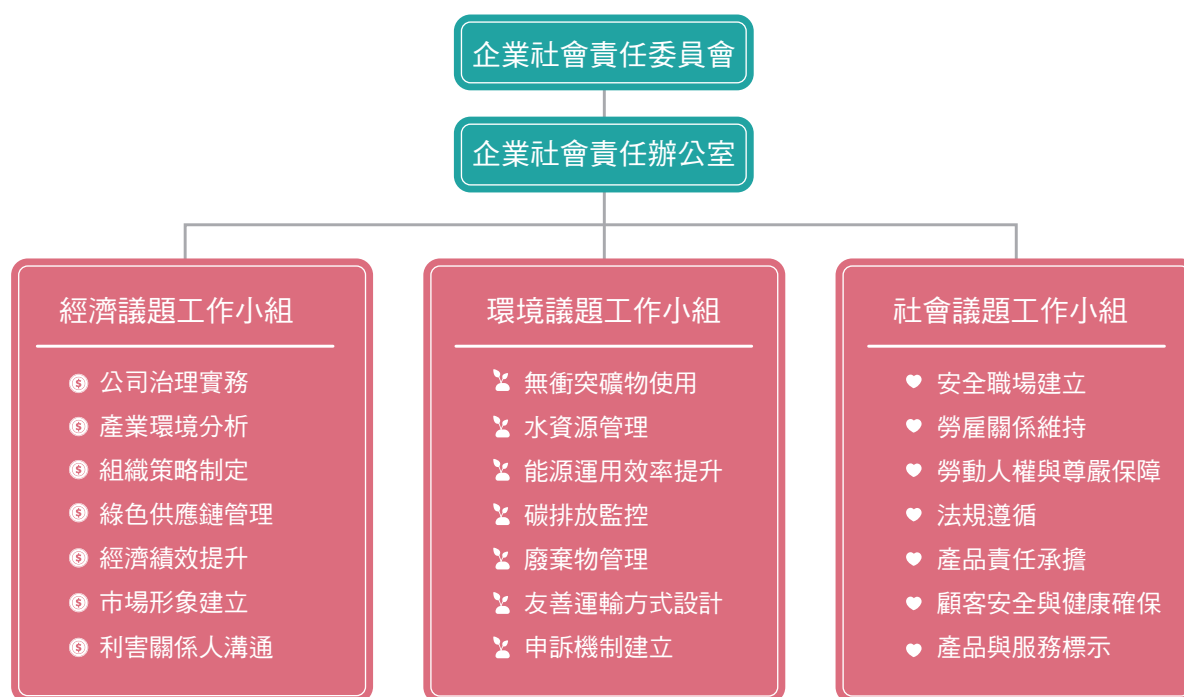 企業社會責任委員會
企業社會責任辦公室
經濟議題工作小組
公司治理實務
產業環境分析
組織策略制定
綠色供應鏈管理
經濟績效提升
市場形象建立
利害關係人溝通
環境議題工作小組
無衝突礦物使用
水資源管理
能源運用效率提升
碳排放監控
廢棄物管理
友善運輸方式設計
申訴機制建立
社會議題工作小組
安全職場建立
勞雇關係維持
勞動人權與尊嚴保障
法規遵循
產品責任承擔
顧客安全與健康確保
產品與服務標示